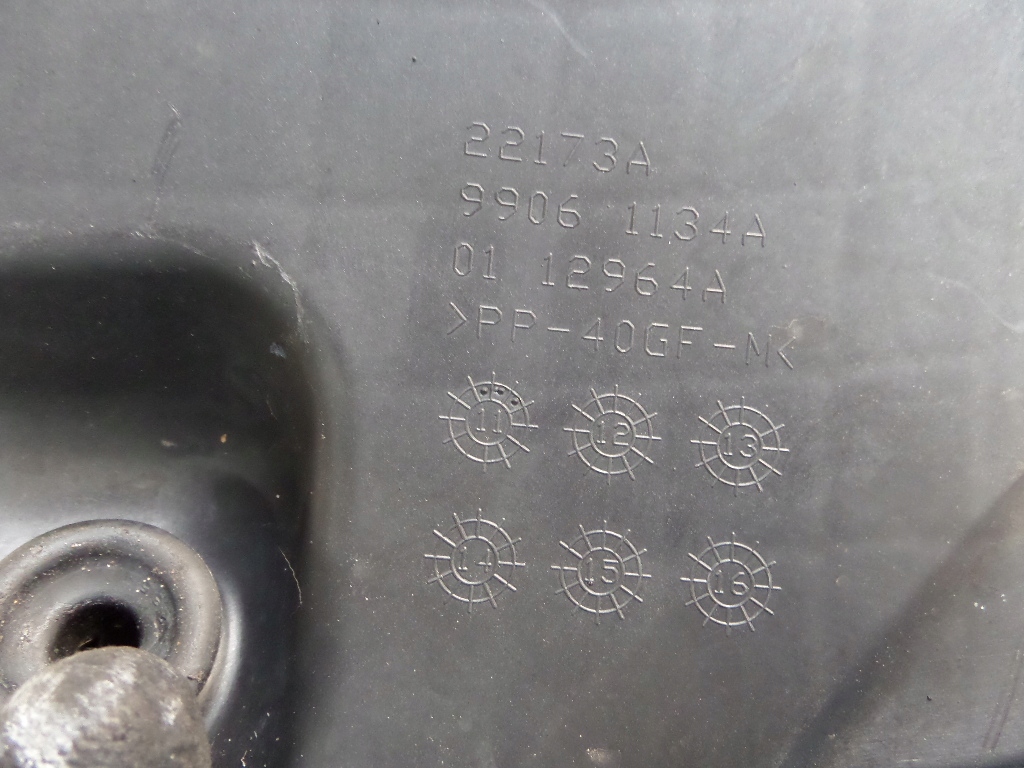 22173A
9906 1134A
01 12964A
>PP-40GF-M<
11 12 13
14 15 16